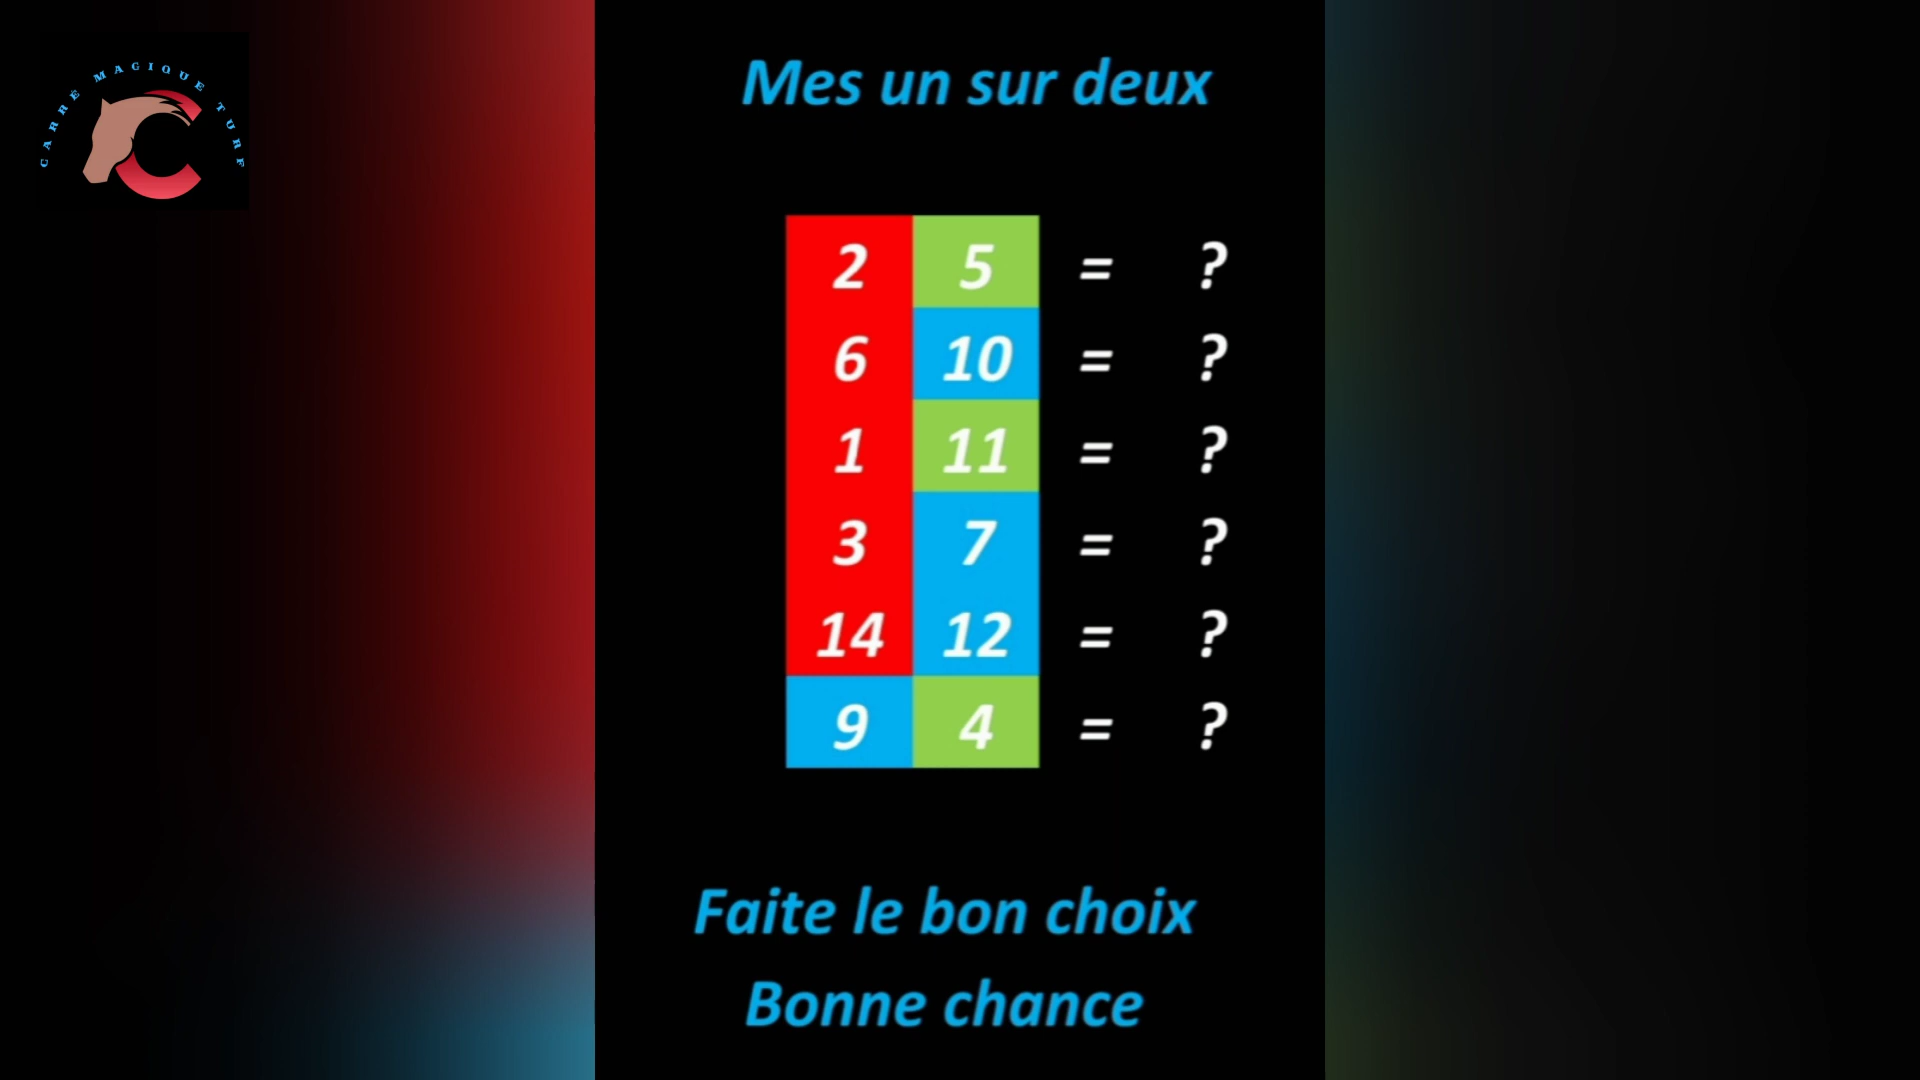 CARRÉ MAGIQUE TURF
Mes un sur deux
2 5 = ?
6 10 = ?
1 11 = ?
3 7 = ?
14 12 = ?
9 4 = ?
Faite le bon choix
Bonne chance